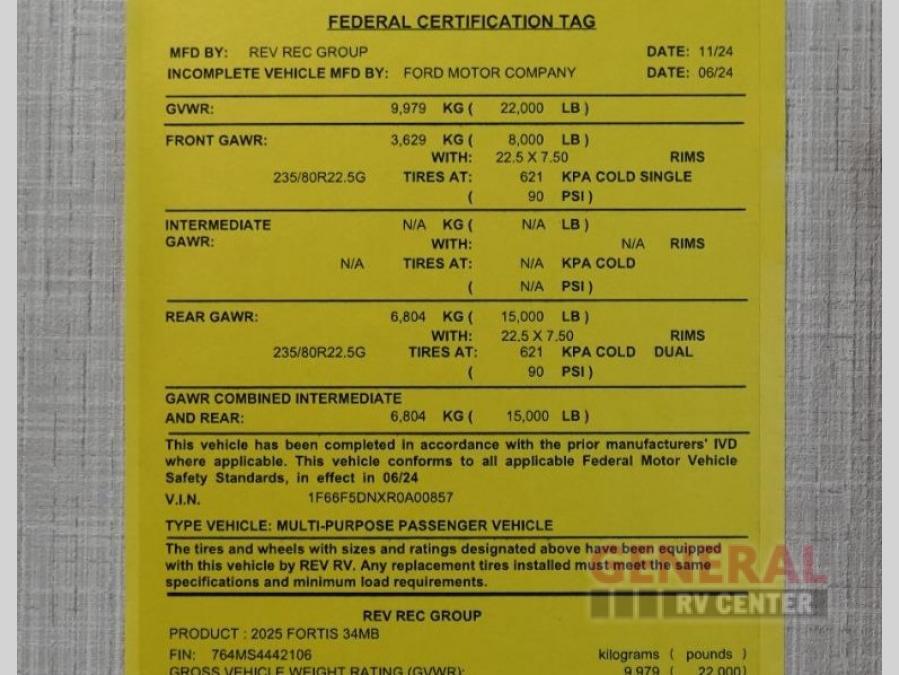 FEDERAL CERTIFICATION TAG
MFD BY: REV REC GROUP DATE: 11/24
INCOMPLETE VEHICLE MFD BY: FORD MOTOR COMPANY DATE: 06/24
GVWR: 9,979 KG ( 22,000 LB )
FRONT GAWR: 3,629 KG ( 8,000 LB )
WITH: 22.5 X 7.50 RIMS
235/80R22.5G TIRES AT: 621 KPA COLD SINGLE
( 90 PSI )
INTERMEDIATE N/A KG ( N/A LB )
GAWR: WITH: N/A RIMS
N/A TIRES AT: N/A KPA COLD
( N/A PSI )
REAR GAWR: 6,804 KG ( 15,000 LB )
WITH: 22.5 X 7.50 RIMS
235/80R22.5G TIRES AT: 621 KPA COLD DUAL
( 90 PSI )
GAWR COMBINED INTERMEDIATE
AND REAR: 6,804 KG ( 15,000 LB )
This vehicle has been completed in accordance with the prior manufacturers' IVD
where applicable. This vehicle conforms to all applicable Federal Motor Vehicle
Safety Standards, in effect in 06/24
V.I.N. 1F66F5DNXR0A00857
TYPE VEHICLE: MULTI-PURPOSE PASSENGER VEHICLE
The tires and wheels with sizes and ratings designated above have been equipped
with this vehicle by REV RV. Any replacement tires installed must meet the same
specifications and minimum load requirements.
GENERAL
RV CENTER
REV REC GROUP
PRODUCT : 2025 FORTIS 34MB
FIN: 764MS4442106 kilograms ( pounds )
GROSS VEHICLE WEIGHT RATING (GVWR): 9,979 ( 22,000)